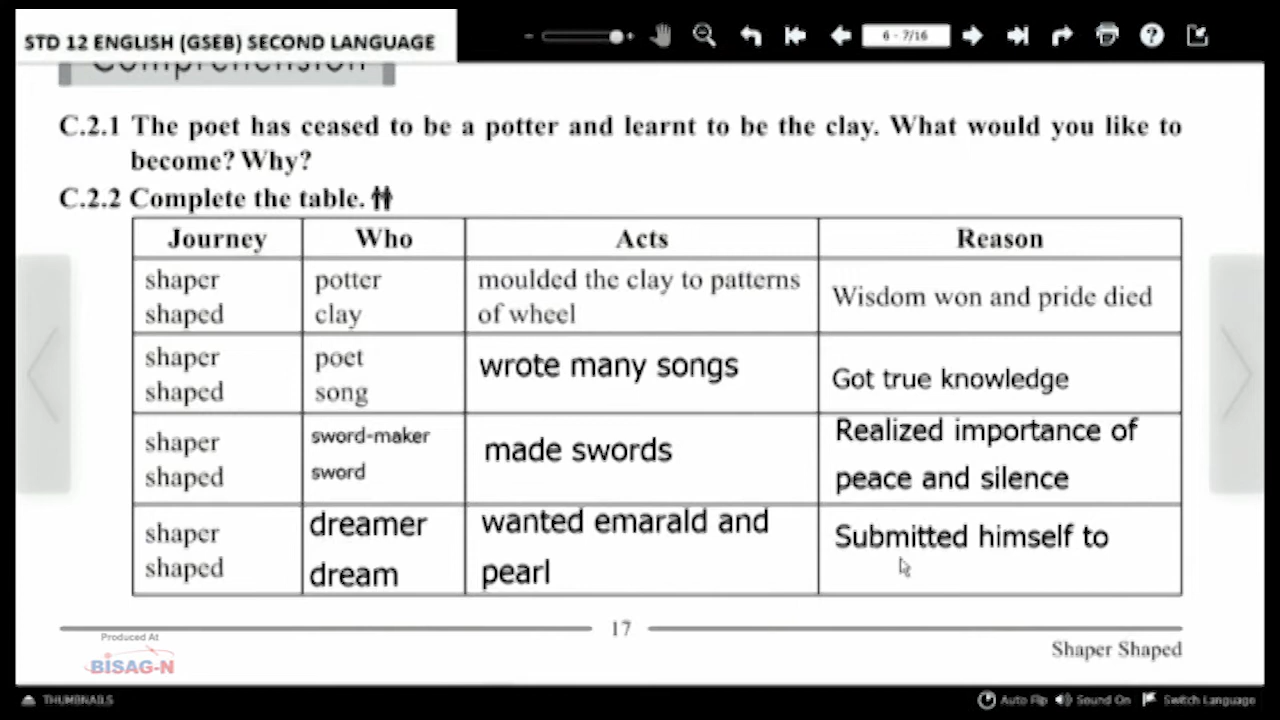 STD 12 ENGLISH (GSEB) SECOND LANGUAGE
6 - 7/16
Comprehension
C.2.1 The poet has ceased to be a potter and learnt to be the clay. What would you like to
become? Why?
C.2.2 Complete the table.
Journey Who Acts Reason
shaper potter moulded the clay to patterns
shaped clay of wheel
Wisdom won and pride died
shaper poet wrote many songs
shaped song
Got true knowledge
shaper sword-maker made swords Realized importance of
shaped sword peace and silence
shaper dreamer wanted emarald and Submitted himself to
shaped dream pearl
17
Produced At
BISAG-N
Shaper Shaped
THUMBNAILS
Auto Flip Sound On Switch Language